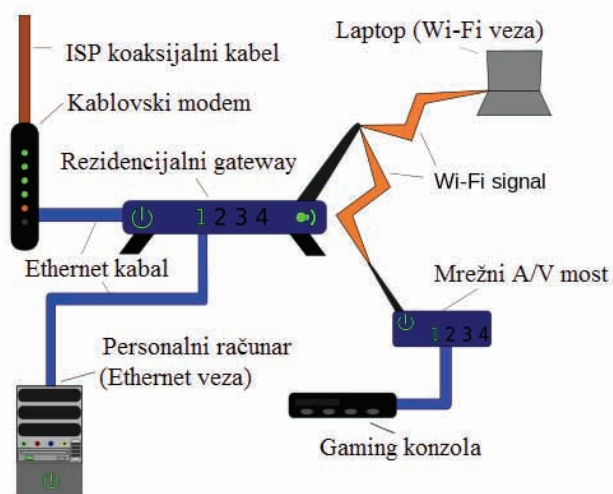 Laptop (Wi-Fi veza)
ISP koaksijalni kabel
Kablovski modem
Rezidencijalni gateway
Wi-Fi signal
1 2 3 4
Ethernet kabal
Mrežni A/V most
1 2 3 4
Personalni računar
(Ethernet veza)
Gaming konzola